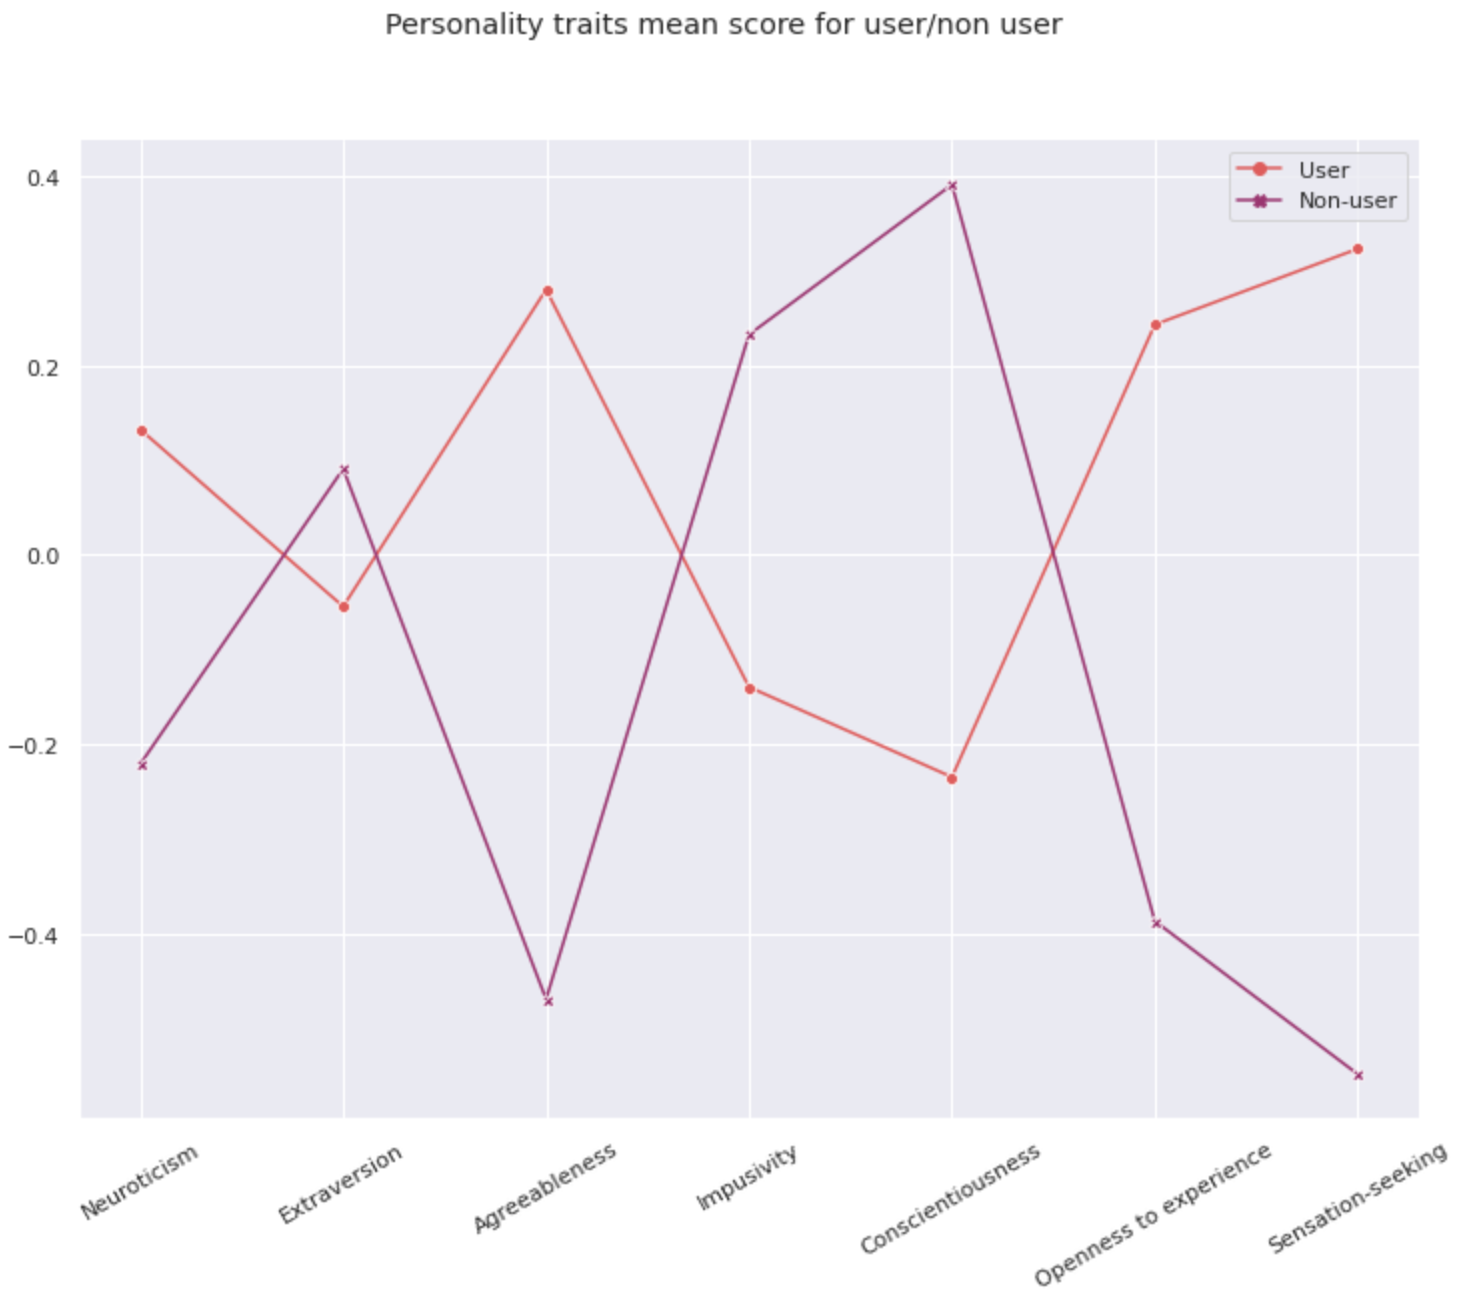 Personality traits mean score for user/non user
User
Non-user
0.4
0.2
0.0
−0.2
−0.4
Neuroticism
Extraversion
Agreeableness
Impusivity
Conscientiousness
Openness to experience
Sensation-seeking